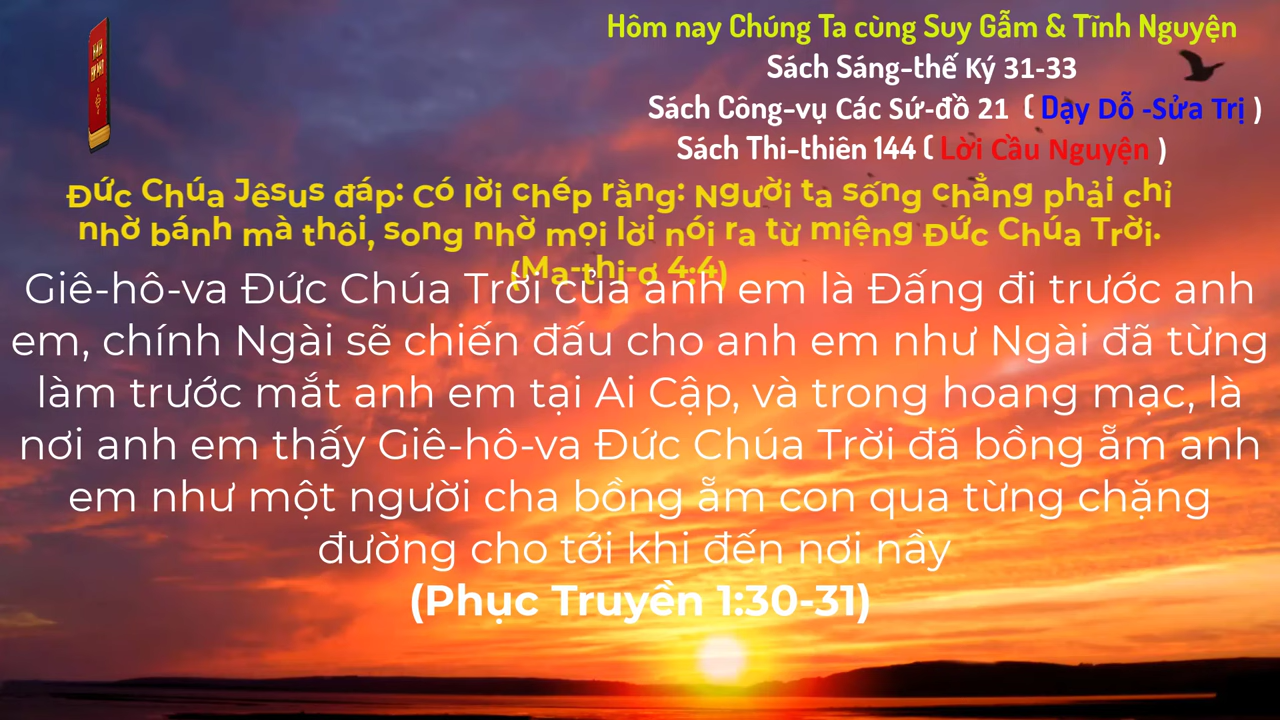 Hôm nay Chúng Ta cùng Suy Gẫm & Tĩnh Nguyện
Sách Sáng-thế Ký 31-33
Sách Công-vụ Các Sứ-đồ 21 ( Dạy Dỗ -Sửa Trị )
Sách Thi-thiên 144 ( Lời Cầu Nguyện )
Đức Chúa Jêsus đáp: Có lời chép rằng: Người ta sống chẳng phải chỉ
nhờ bánh mà thôi, song nhờ mọi lời nói ra từ miệng Đức Chúa Trời.
(Ma-thi-ơ 4:4)
Giê-hô-va Đức Chúa Trời của anh em là Đấng đi trước anh
em, chính Ngài sẽ chiến đấu cho anh em như Ngài đã từng
làm trước mắt anh em tại Ai Cập, và trong hoang mạc, là
nơi anh em thấy Giê-hô-va Đức Chúa Trời đã bồng ẵm anh
em như một người cha bồng ẵm con qua từng chặng
đường cho tới khi đến nơi nầy
(Phục Truyền 1:30-31)